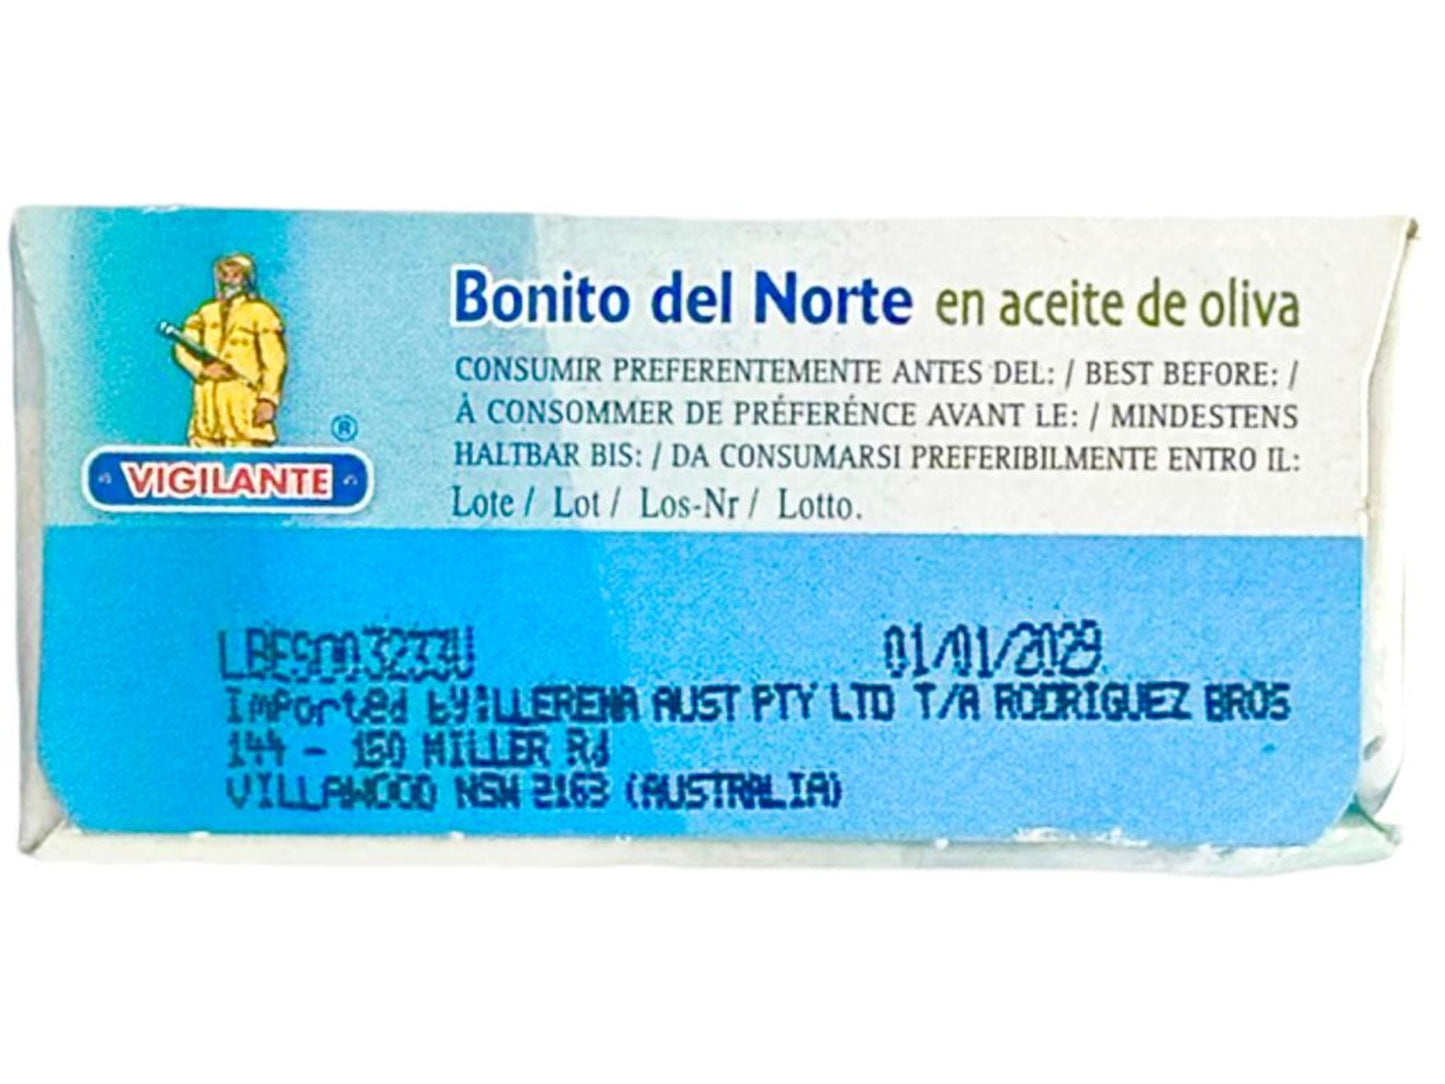 Bonito del Norte en aceite de oliva
CONSUMIR PREFERENTEMENTE ANTES DEL: / BEST BEFORE: /
À CONSOMMER DE PRÉFERÉNCE AVANT LE: / MINDESTENS
HALTBAR BIS: / DA CONSUMARSI PREFERIBILMENTE ENTRO IL:
Lote / Lot / Los-Nr / Lotto.
®
VIGILANTE
01/01/2028
Imported by:LLERENA AUST PTY LTD T/A RODRIGUEZ BROS
144 - 150 MILLER Rd
VILLAWOOD NSW 2163 (AUSTRALIA)